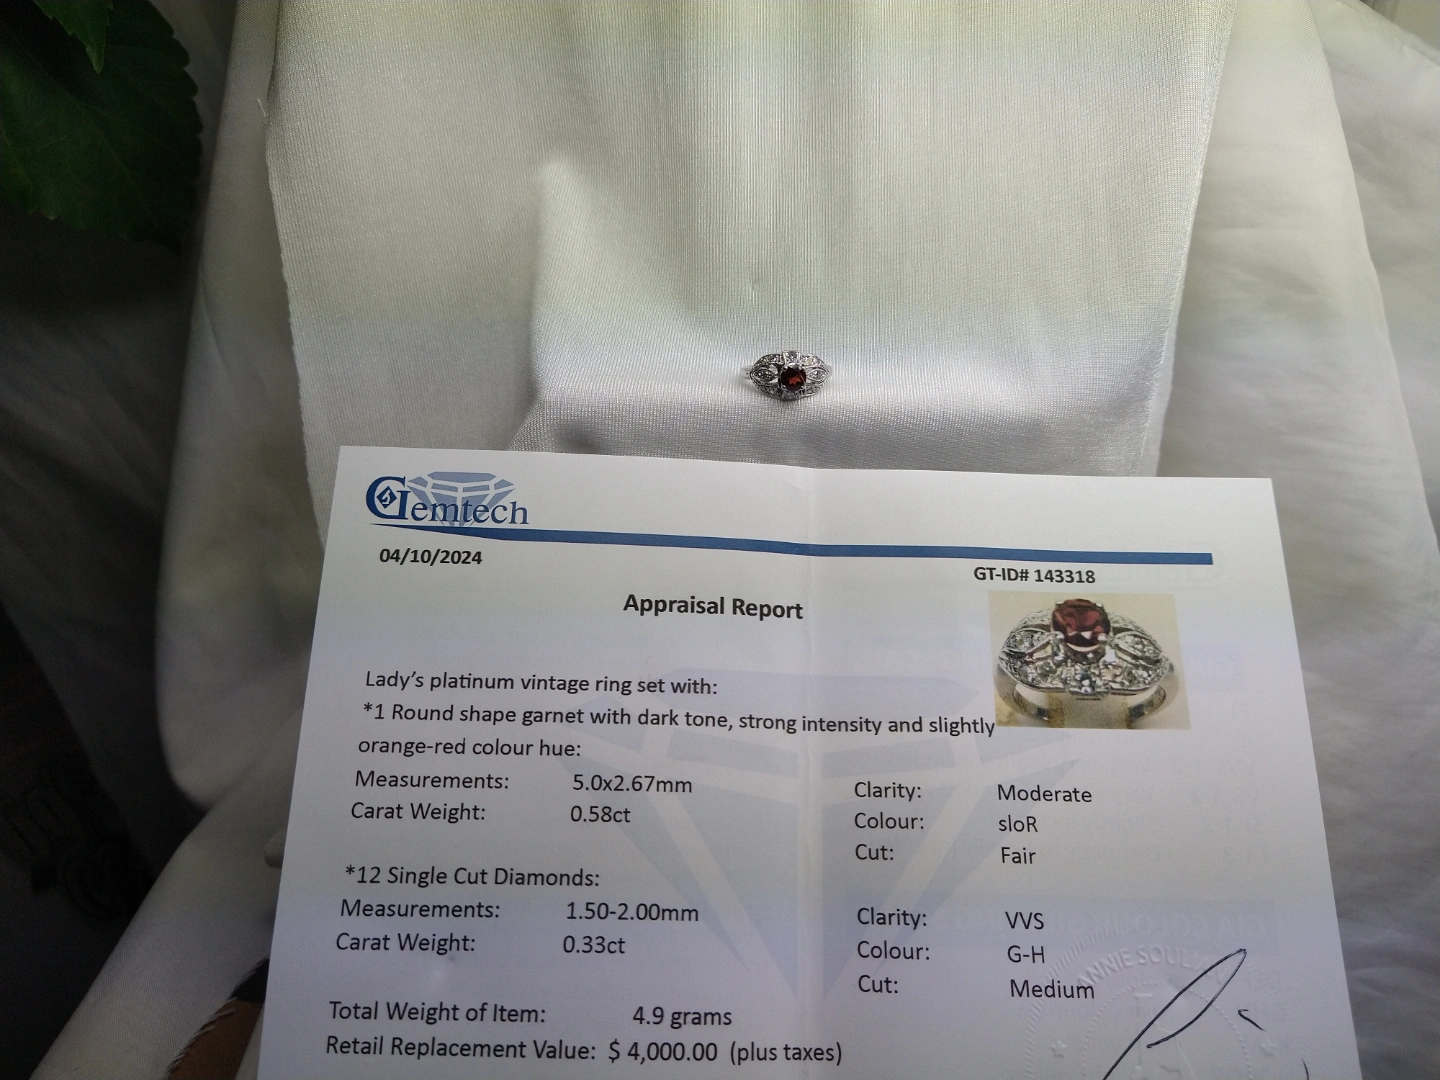 Gemtech
04/10/2024
GT-ID# 143318
Appraisal Report
Lady's platinum vintage ring set with:
*1 Round shape garnet with dark tone, strong intensity and slightly
orange-red colour hue:
Measurements: 5.0x2.67mm Clarity: Moderate
Carat Weight: 0.58ct Colour: sloR
Cut: Fair
*12 Single Cut Diamonds:
Measurements: 1.50-2.00mm Clarity: VVS
Carat Weight: 0.33ct Colour: G-H
Cut: Medium
ANNIE SOUL
Total Weight of Item: 4.9 grams
Retail Replacement Value: $ 4,000.00 (plus taxes)